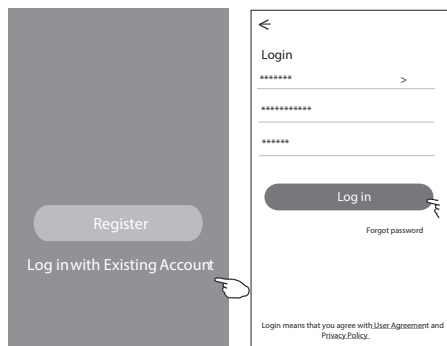 Register
Log in with Existing Account
Login
*******
>
***********
******
Log in
Forgot password
Login means that you agree with User Agreement and
Privacy Policy